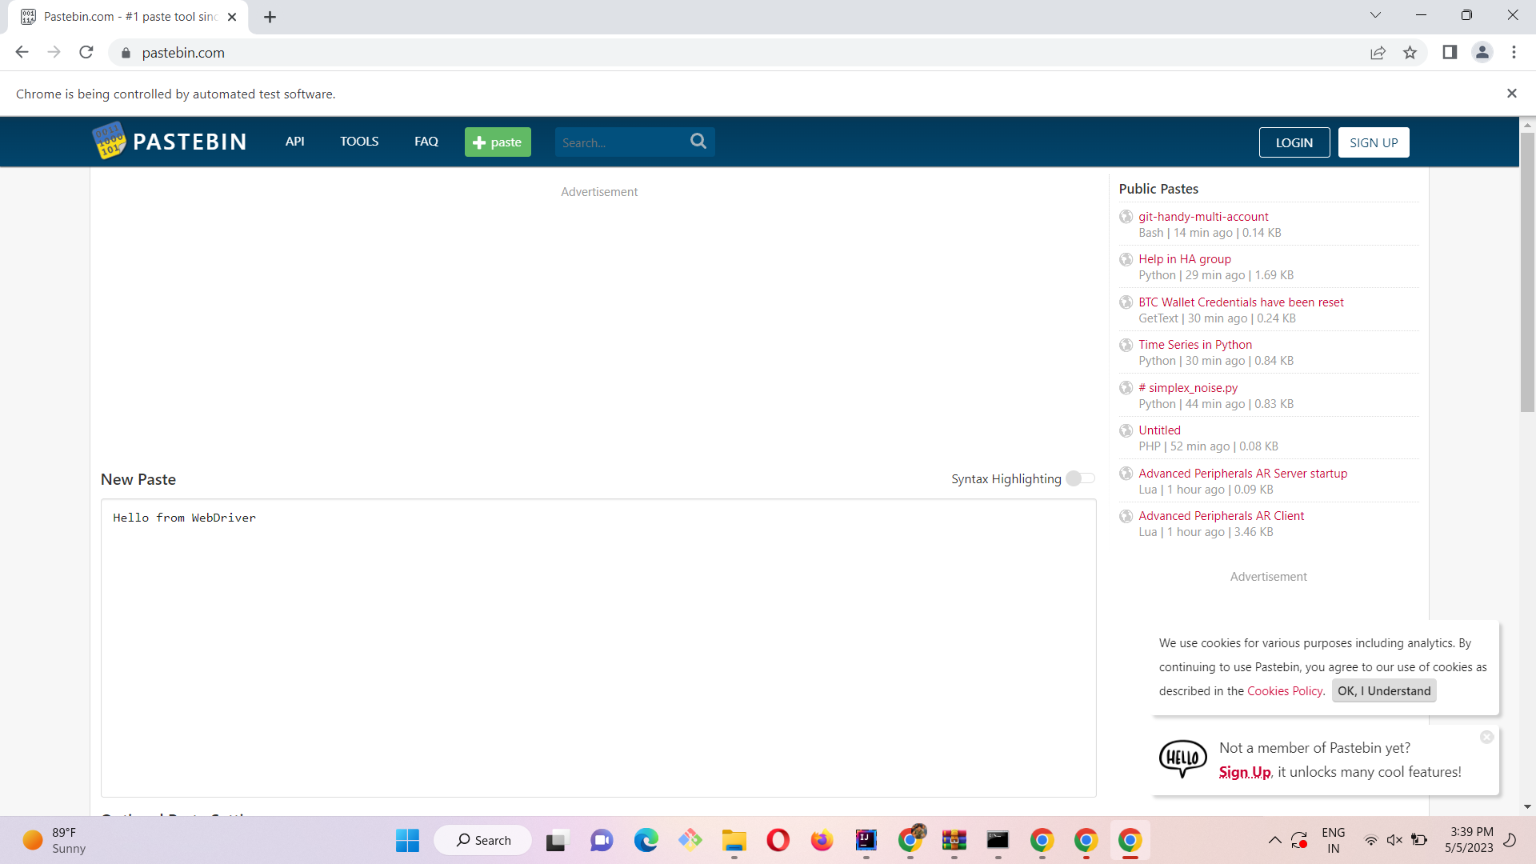 Pastebin.com - #1 paste tool sinc
pastebin.com
Chrome is being controlled by automated test software.
PASTEBIN
API
TOOLS
FAQ
paste
Search...
LOGIN
SIGN UP
Advertisement
Public Pastes
git-handy-multi-account
Bash | 14 min ago | 0.14 KB
Help in HA group
Python | 29 min ago | 1.69 KB
BTC Wallet Credentials have been reset
GetText | 30 min ago | 0.24 KB
Time Series in Python
Python | 30 min ago | 0.84 KB
# simplex_noise.py
Python | 44 min ago | 0.83 KB
Untitled
PHP | 52 min ago | 0.08 KB
Advanced Peripherals AR Server startup
Lua | 1 hour ago | 0.09 KB
Advanced Peripherals AR Client
Lua | 1 hour ago | 3.46 KB
Advertisement
New Paste
Syntax Highlighting
Hello from WebDriver
We use cookies for various purposes including analytics. By
continuing to use Pastebin, you agree to our use of cookies as
described in the Cookies Policy. OK, I Understand
HELLO
Not a member of Pastebin yet?
Sign Up, it unlocks many cool features!
89°F
Sunny
Search
ENG
IN
3:39 PM
5/5/2023